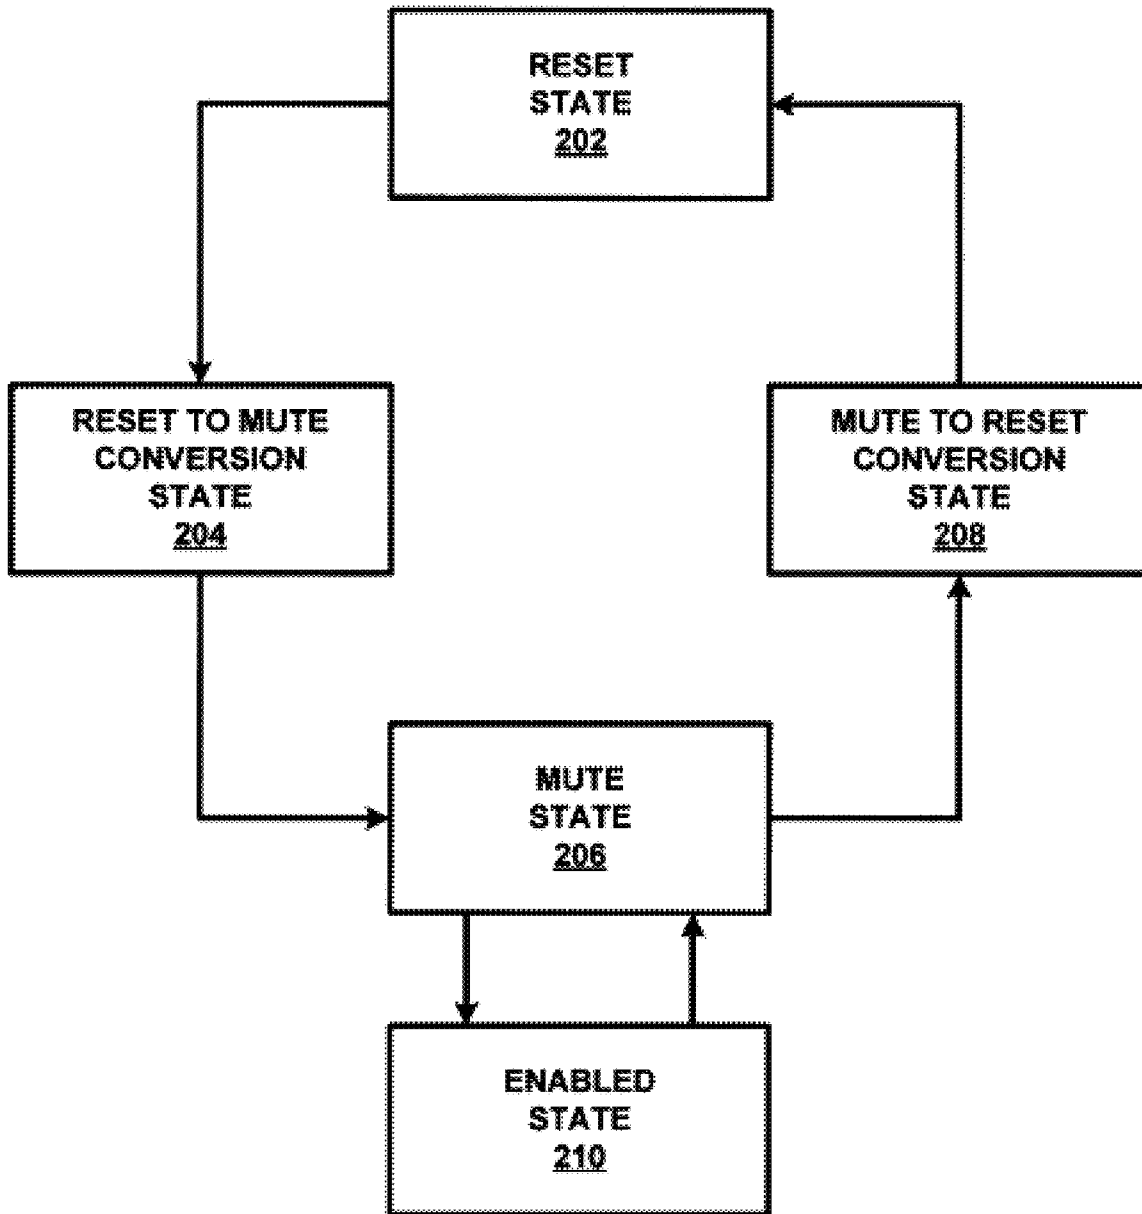 RESET
STATE
202
RESET TO MUTE
CONVERSION
STATE
204
MUTE TO RESET
CONVERSION
STATE
208
MUTE
STATE
206
ENABLED
STATE
210